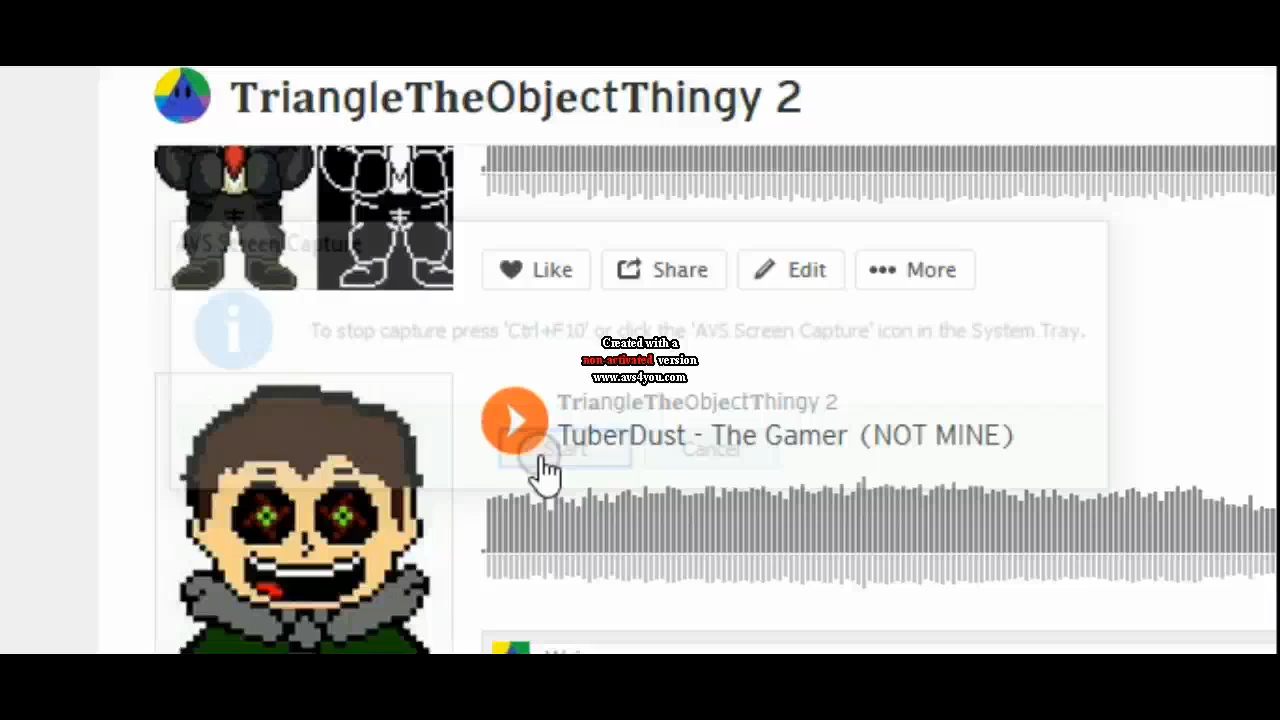 TriangleTheObjectThingy 2
AVS Screen Capture
Like
Share
Edit
More
To stop capture press 'Ctrl+F10' or click the 'AVS Screen Capture' icon in the System Tray.
Created with a
non-activated version
www.avs4you.com
TriangleTheObjectThingy 2
TuberDust - The Gamer (NOT MINE)
Start
Cancel